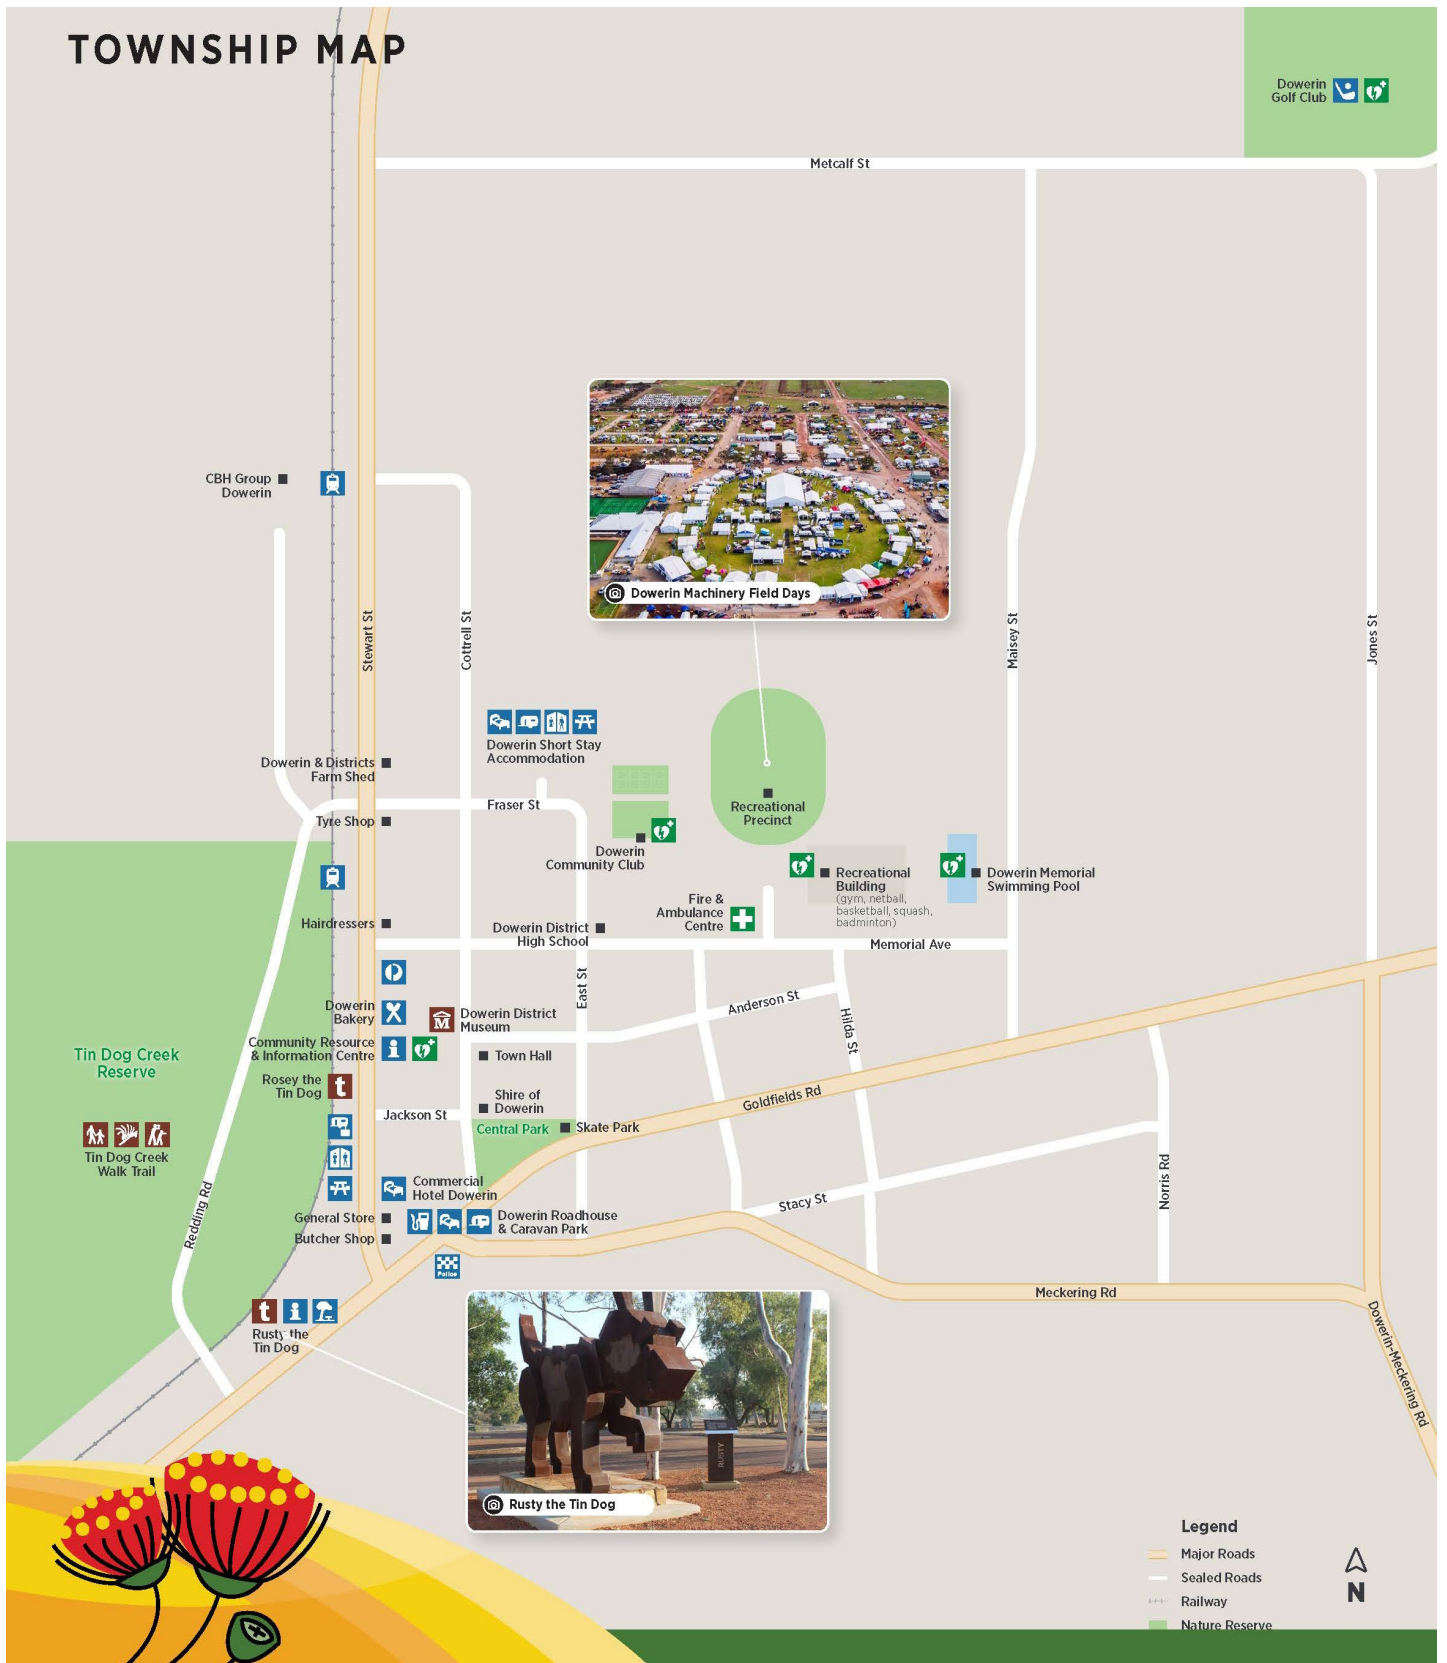 TOWNSHIP MAP
Dowerin
Golf Club
Metcalf St
CBH Group
Dowerin
Dowerin Machinery Field Days
Stewart St
Cottrell St
Maisey St
Jones St
Dowerin Short Stay
Accommodation
Dowerin & Districts
Farm Shed
Fraser St
Tyre Shop
Recreational
Precinct
Dowerin
Community Club
Recreational
Building
(gym, netball,
basketball, squash,
badminton)
Dowerin Memorial
Swimming Pool
Fire &
Ambulance
Centre
Hairdressers
Dowerin District
High School
Memorial Ave
East St
Anderson St
Hilda St
Dowerin
Bakery
M
Dowerin District
Museum
Community Resource
& Information Centre
i
Town Hall
Tin Dog Creek
Reserve
Rosey the
Tin Dog
t
Shire of
Dowerin
Jackson St
Central Park
Skate Park
Goldfields Rd
Tin Dog Creek
Walk Trail
Commercial
Hotel Dowerin
Redding Rd
Norris Rd
Stacy St
General Store
Dowerin Roadhouse
& Caravan Park
Butcher Shop
Police
Meckering Rd
t
i
Rusty the
Tin Dog
Dowerin-Meckering Rd
RUSTY
Rusty the Tin Dog
Legend
Major Roads
Sealed Roads
Railway
Nature Reserve
N